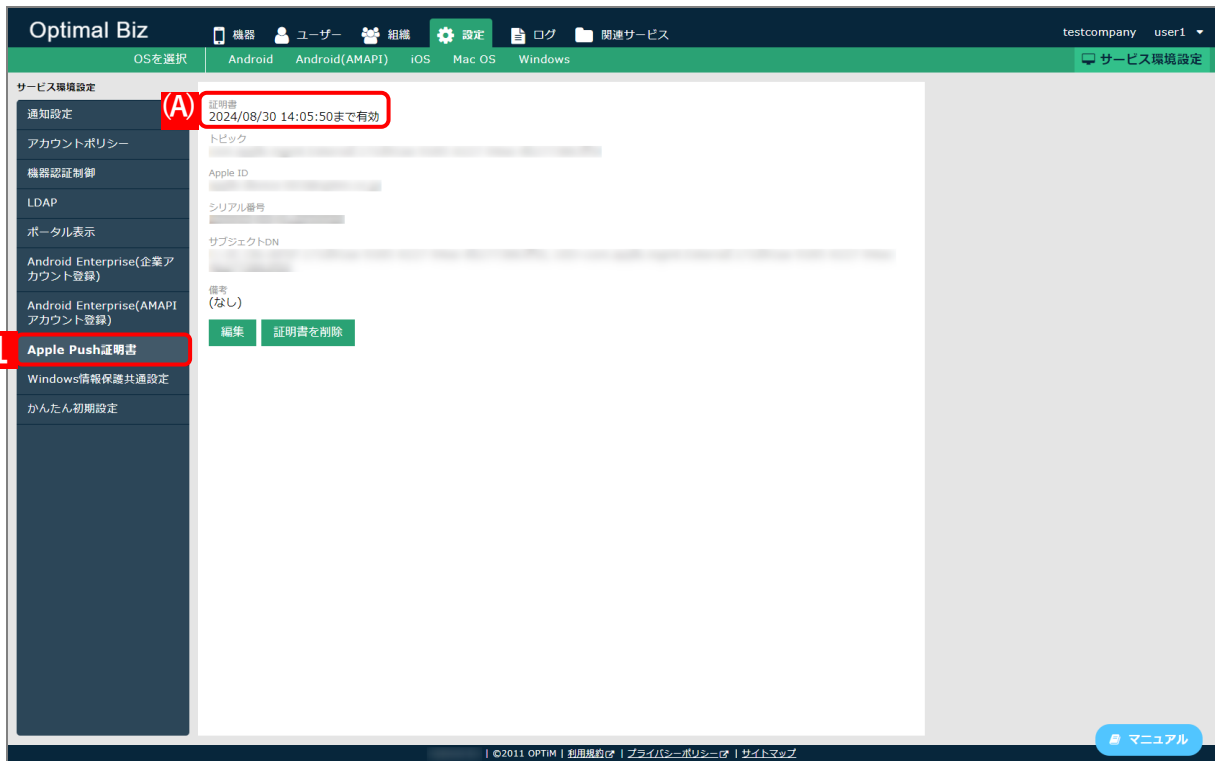 Optimal Biz
機器 ユーザー 組織 設定 ログ 関連サービス
testcompany user1
OSを選択 Android Android(AMAPI) iOS Mac OS Windows
サービス環境設定
サービス環境設定
通知設定
アカウントポリシー
機器認証制御
LDAP
ポータル表示
Android Enterprise(企業ア
カウント登録)
Android Enterprise(AMAPI
アカウント登録)
1
Apple Push証明書
Windows情報保護共通設定
かんたん初期設定
(A)
証明書
2024/08/30 14:05:50まで有効
トピック
Apple ID
シリアル番号
サブジェクトDN
備考
(なし)
編集 証明書を削除
マニュアル
| ©2011 OPTiM | 利用規約 | プライバシーポリシー | サイトマップ